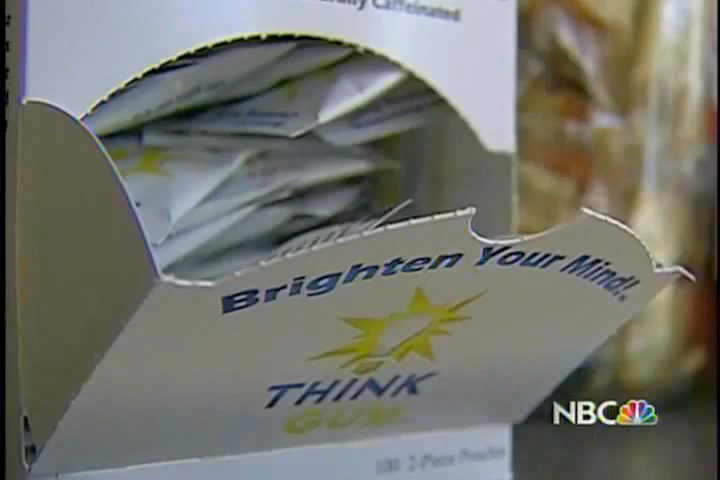 Caffeinated
Brighten Your Mind!
THINK
GUM
100 2-Piece Pouches
NBC